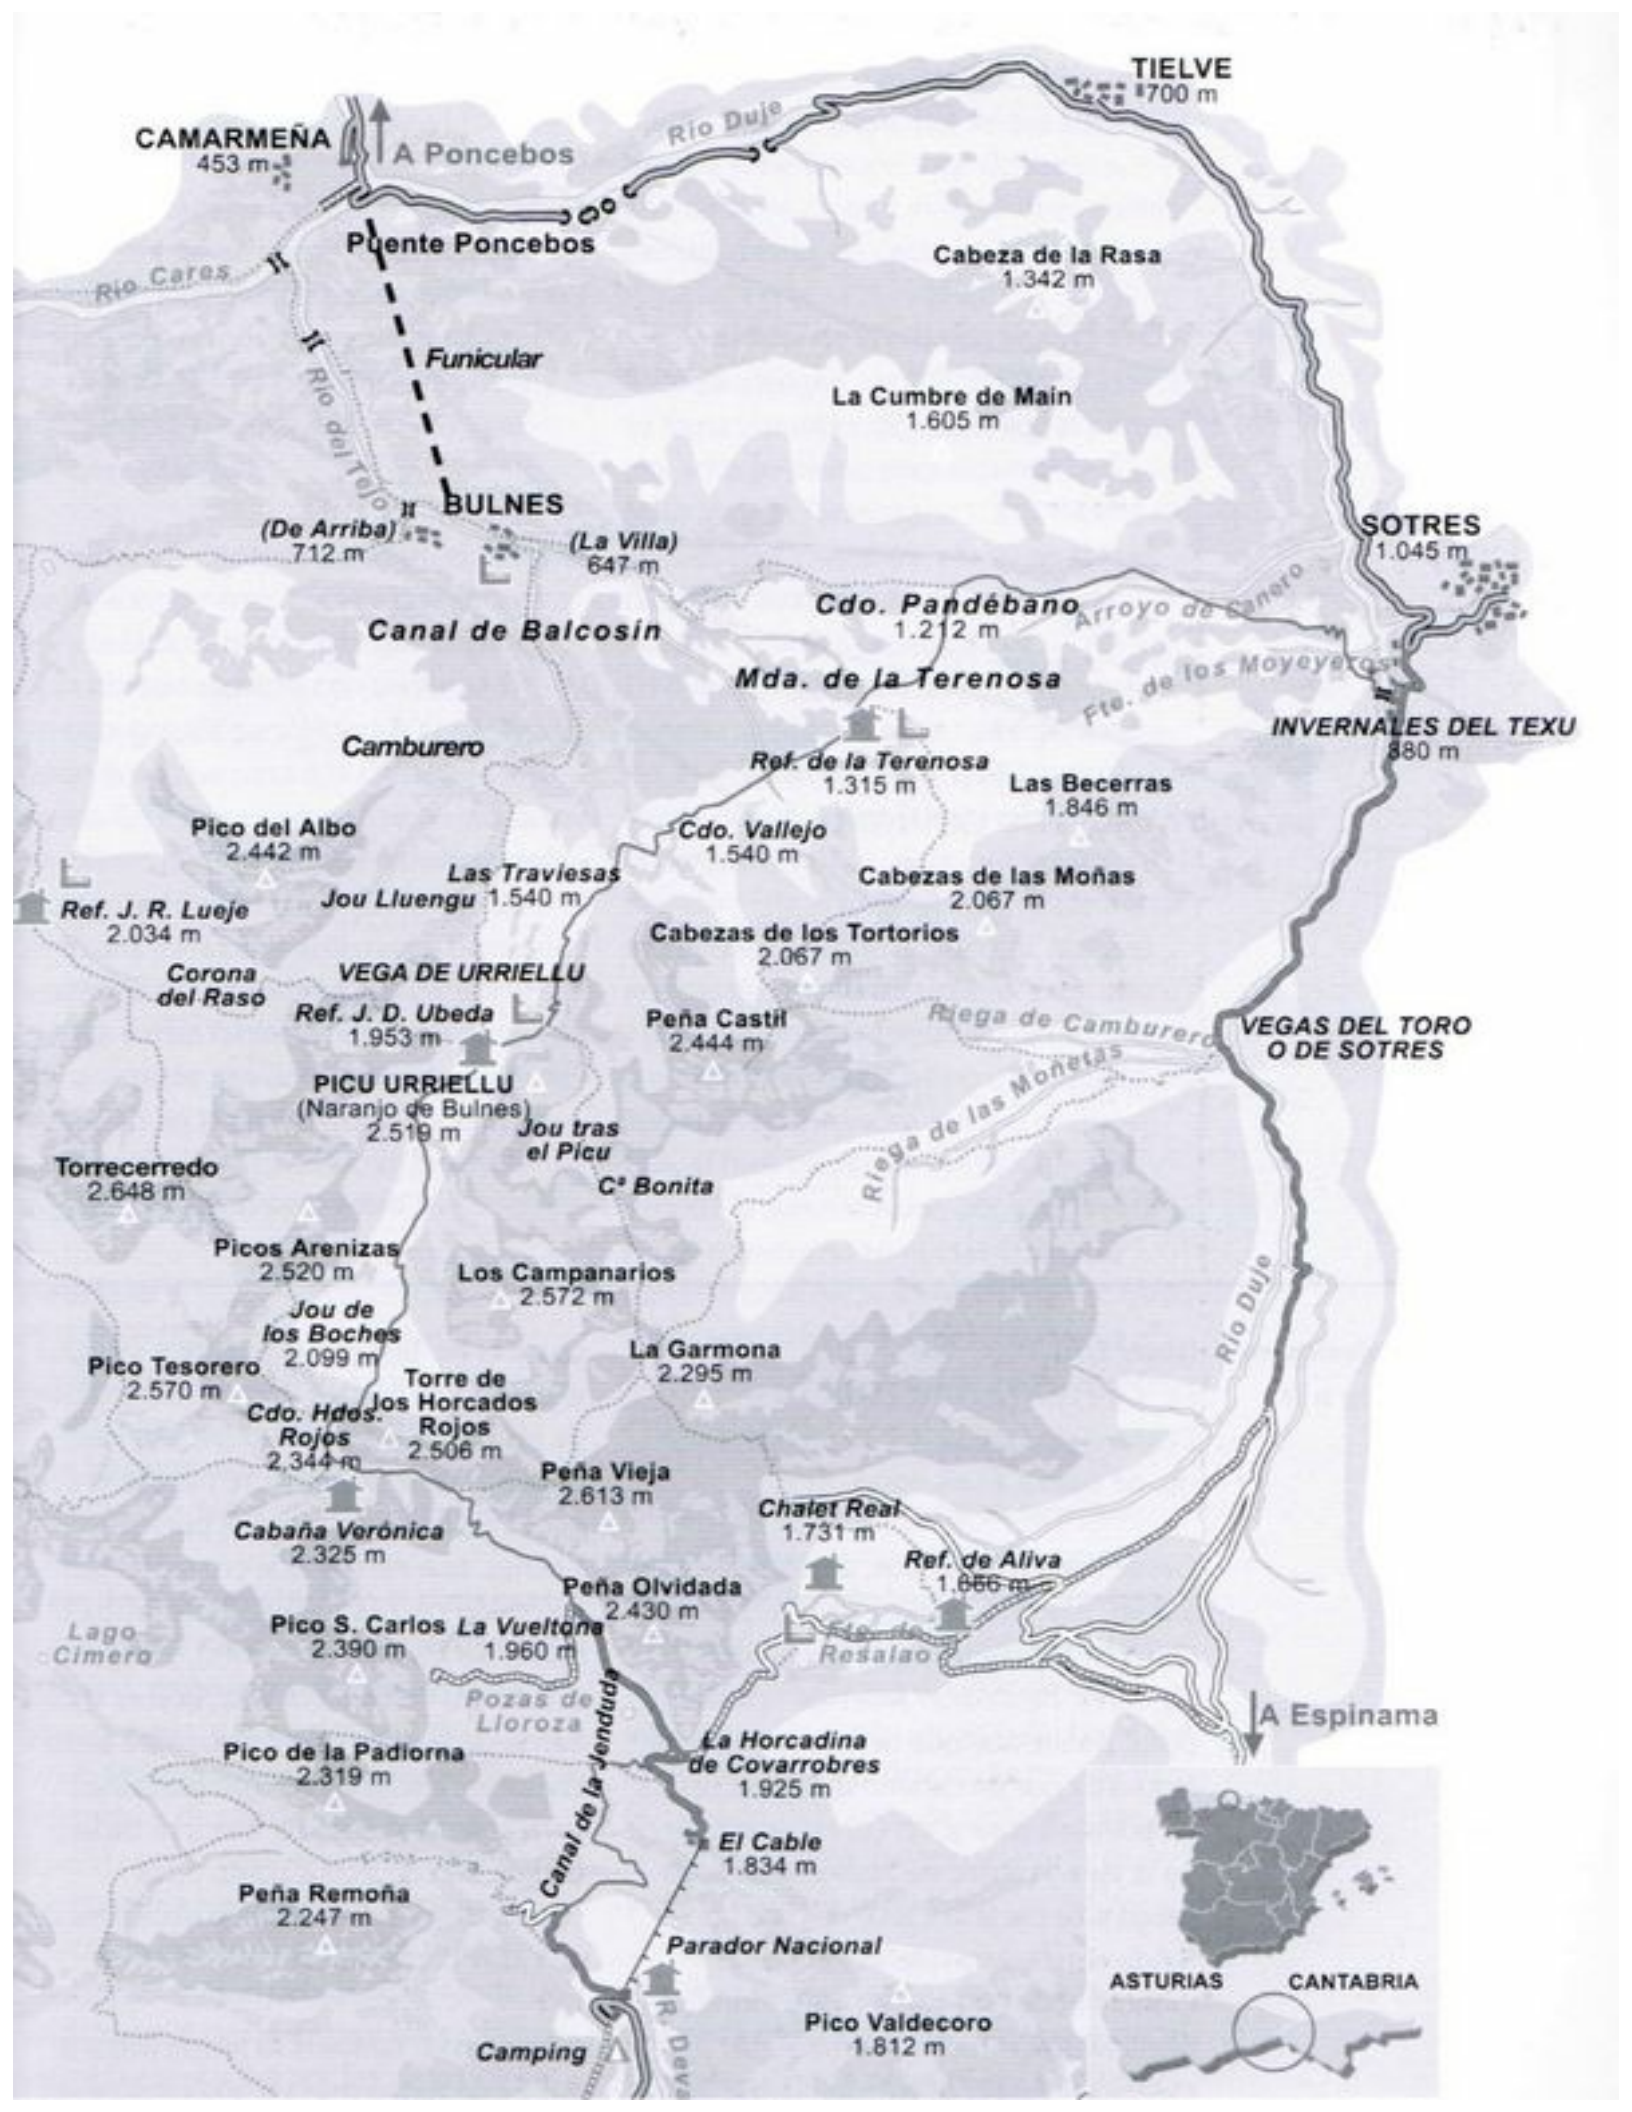 TIELVE
700 m
CAMARMEÑA
453 m
A Poncebos
Río Duje
Puente Poncebos
Río Cares
Cabeza de la Rasa
1.342 m
Funicular
Río del Tejo
La Cumbre de Main
1.605 m
BULNES
(De Arriba)
712 m
(La Villa)
647 m
SOTRES
1.045 m
Cdo. Pandébano
1.212 m
Arroyo de Canero
Canal de Balcosín
Fte. de los Moyeyeros
Mda. de la Terenosa
INVERNALES DEL TEXU
880 m
Camburero
Ref. de la Terenosa
1.315 m
Las Becerras
1.846 m
Pico del Albo
2.442 m
Cdo. Vallejo
1.540 m
Las Traviesas
1.540 m
Jou Lluengu
Cabezas de las Moñas
2.067 m
Ref. J. R. Lueje
2.034 m
Cabezas de los Tortorios
2.067 m
Corona
del Raso
VEGA DE URRIELLU
Ref. J. D. Ubeda
1.953 m
Peña Castil
2.444 m
Riega de Camburero
VEGAS DEL TORO
O DE SOTRES
Riega de las Moñetas
PICU URRIELLU
(Naranjo de Bulnes)
2.519 m
Jou tras
el Picu
Torrecerredo
2.648 m
Cª Bonita
Picos Arenizas
2.520 m
Los Campanarios
2.572 m
Río Duje
Jou de
los Boches
2.099 m
La Garmona
2.295 m
Pico Tesorero
2.570 m
Torre de
los Horcados
Rojos
2.506 m
Cdo. Hdos.
Rojos
2.344 m
Peña Vieja
2.613 m
Chalet Real
1.731 m
Cabaña Verónica
2.325 m
Ref. de Aliva
1.666 m
Peña Olvidada
2.430 m
Pico S. Carlos
2.390 m
La Vueltona
1.960 m
Lago
Cimero
Fte. de
Resalao
Pozas de
Lloroza
Canal de la Jenduda
A Espinama
La Horcadina
de Covarrobres
1.925 m
Pico de la Padiorna
2.319 m
El Cable
1.834 m
Peña Remoña
2.247 m
Parador Nacional
ASTURIAS
CANTABRIA
Pico Valdecoro
1.812 m
Camping
R. Deva